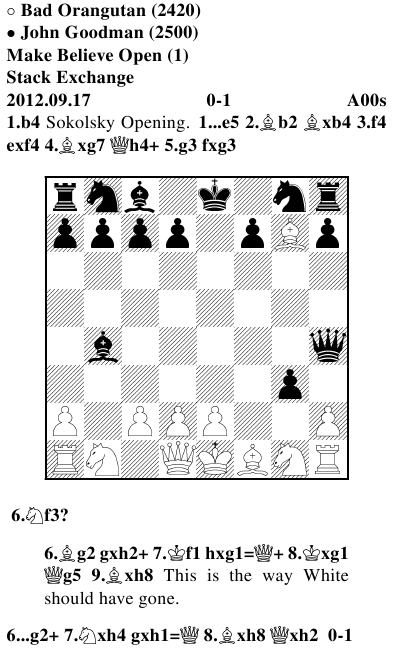 ○ Bad Orangutan (2420)
● John Goodman (2500)
Make Believe Open (1)
Stack Exchange
2012.09.17 0-1 A00s
1.b4 Sokolsky Opening. 1...e5 2.♗b2 ♗xb4 3.f4
exf4 4.♗xg7 ♕h4+ 5.g3 fxg3
6.♘f3?
6.♗g2 gxh2+ 7.♔f1 hxg1=♕+ 8.♔xg1
♕g5 9.♗xh8 This is the way White
should have gone.
6...g2+ 7.♘xh4 gxh1=♕ 8.♗xh8 ♕xh2 0-1